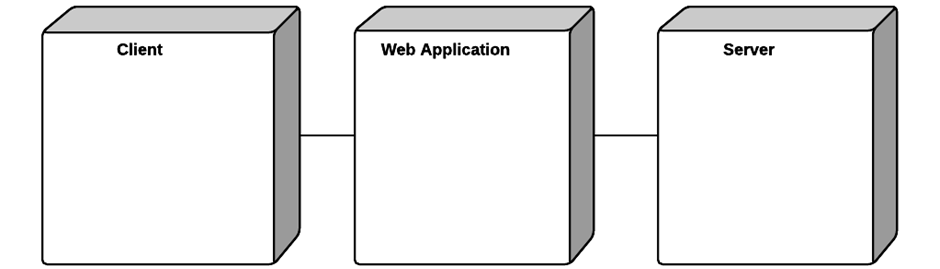 Client
Web Application
Server